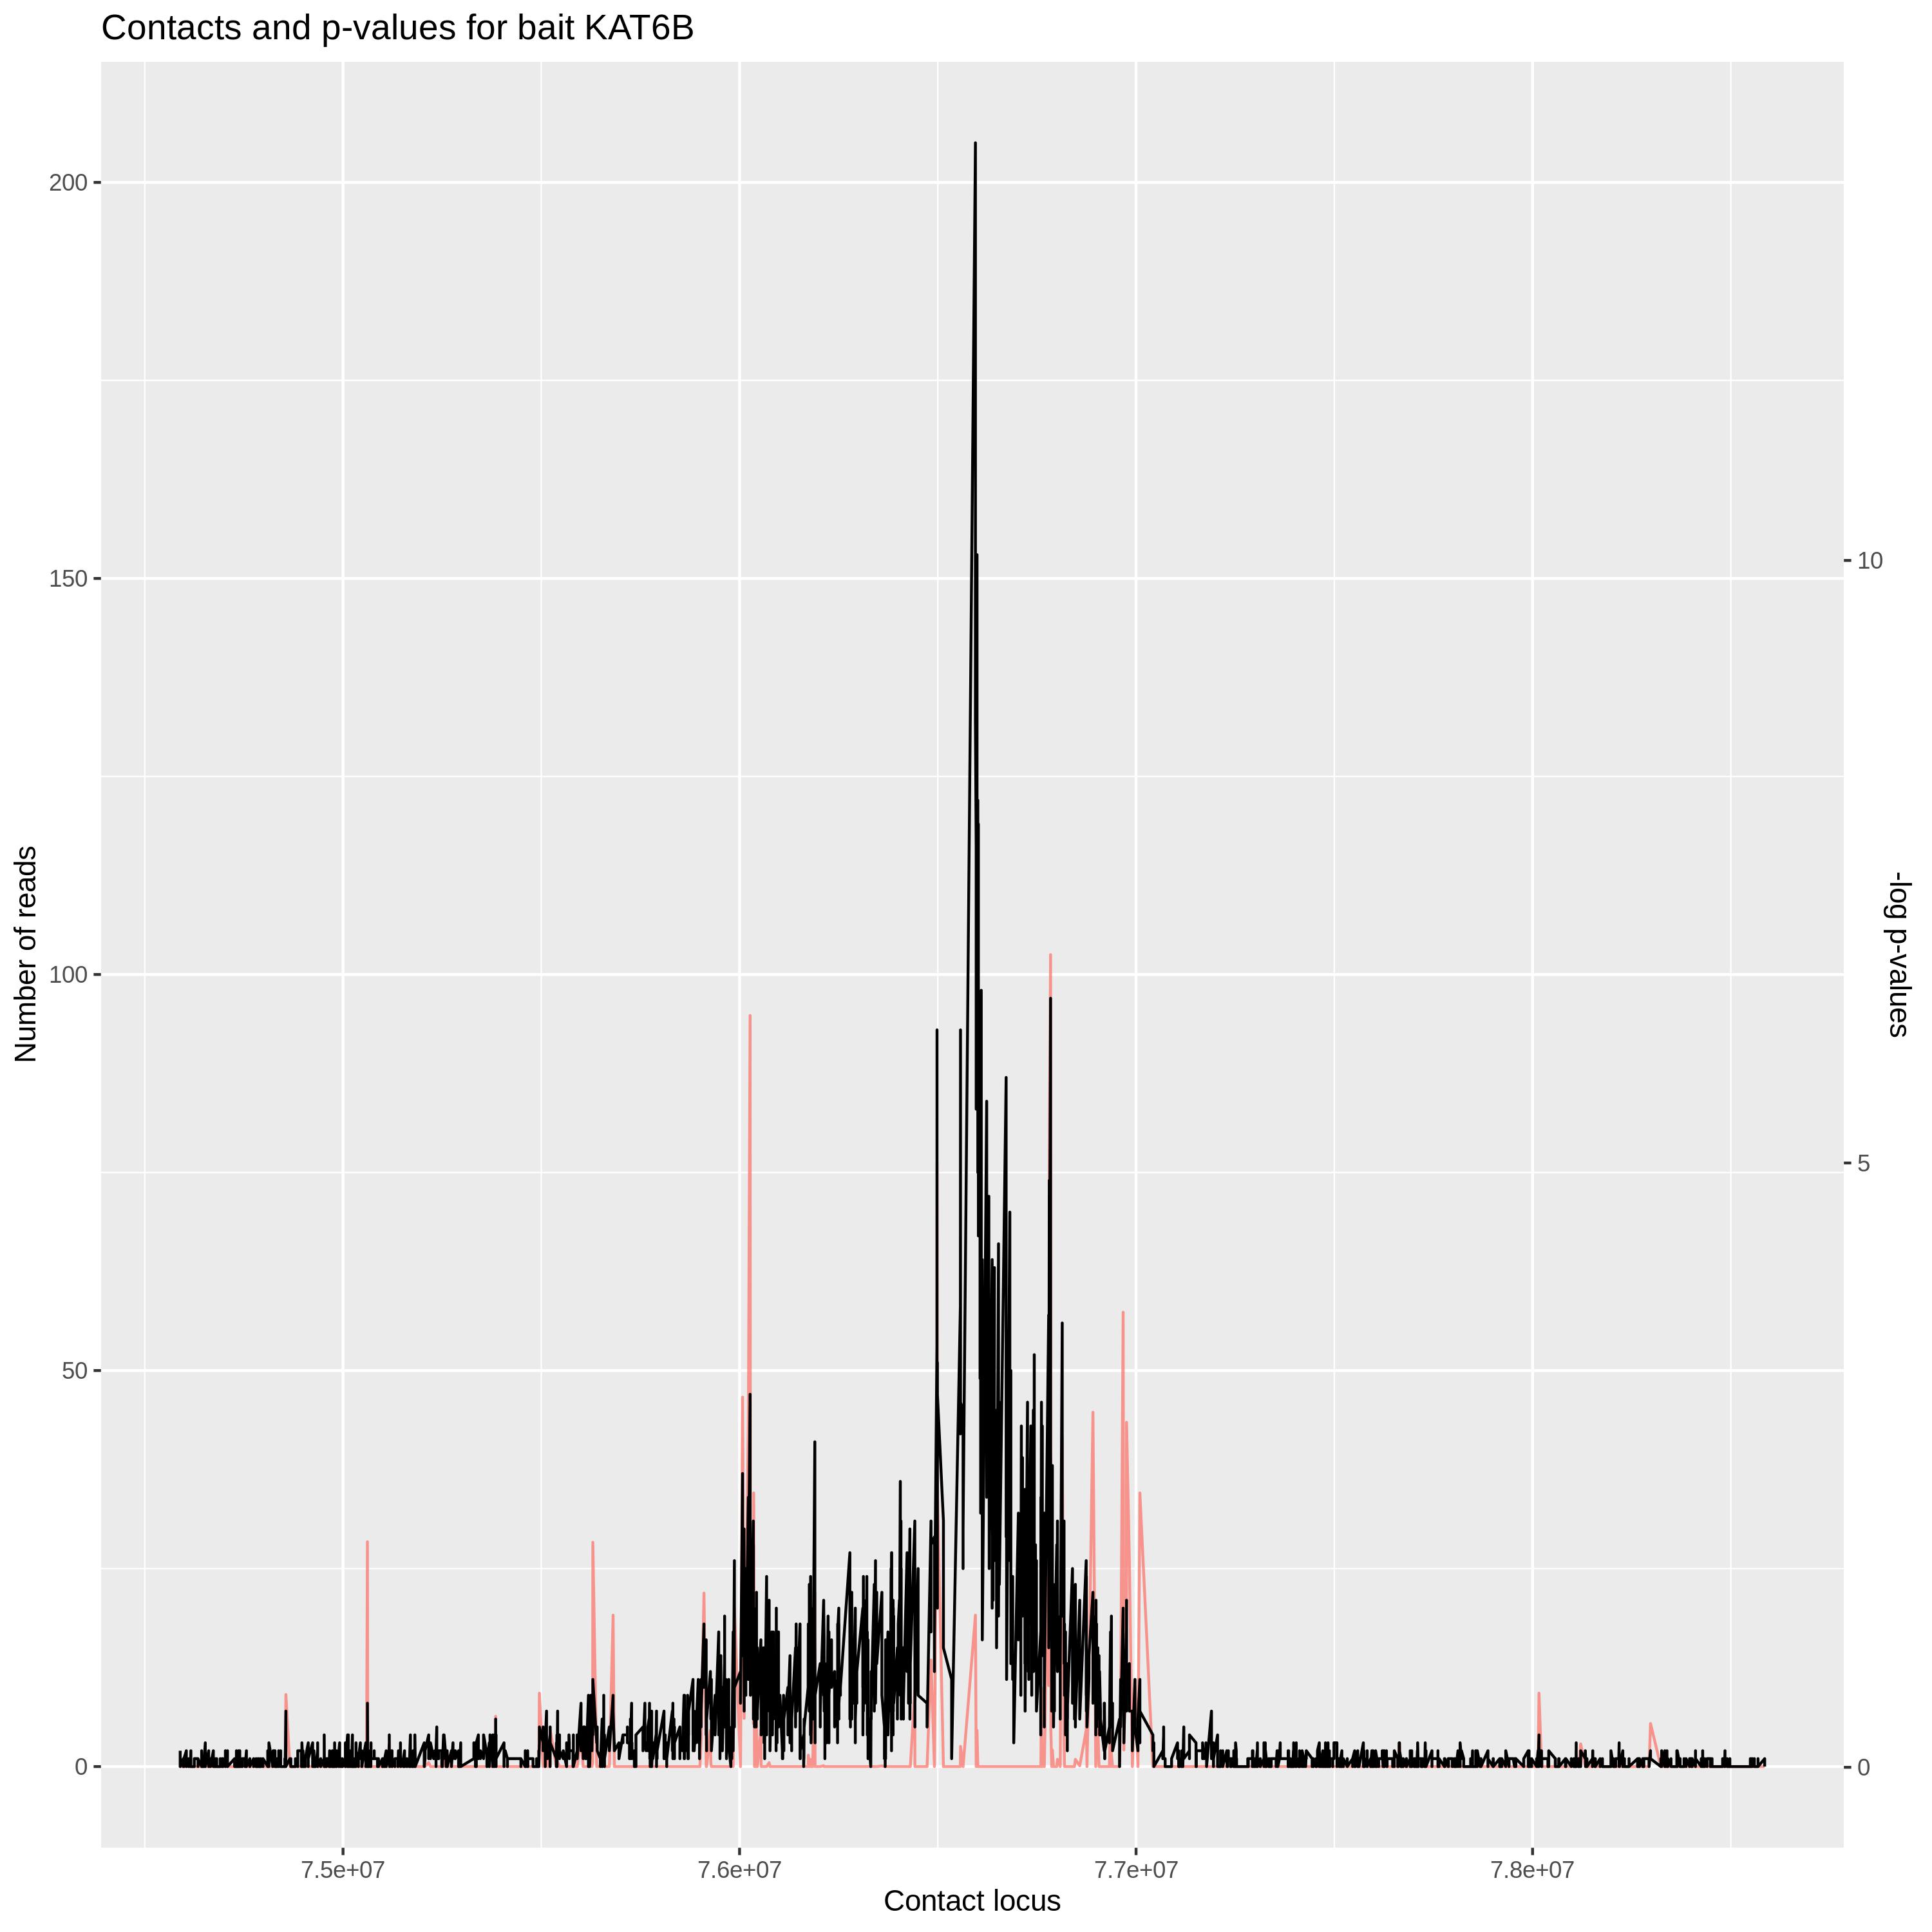 Contacts and p-values for bait KAT6B
200
150
100
50
0
Number of reads
10
5
0
-log p-values
7.5e+07
7.6e+07
7.7e+07
7.8e+07
Contact locus